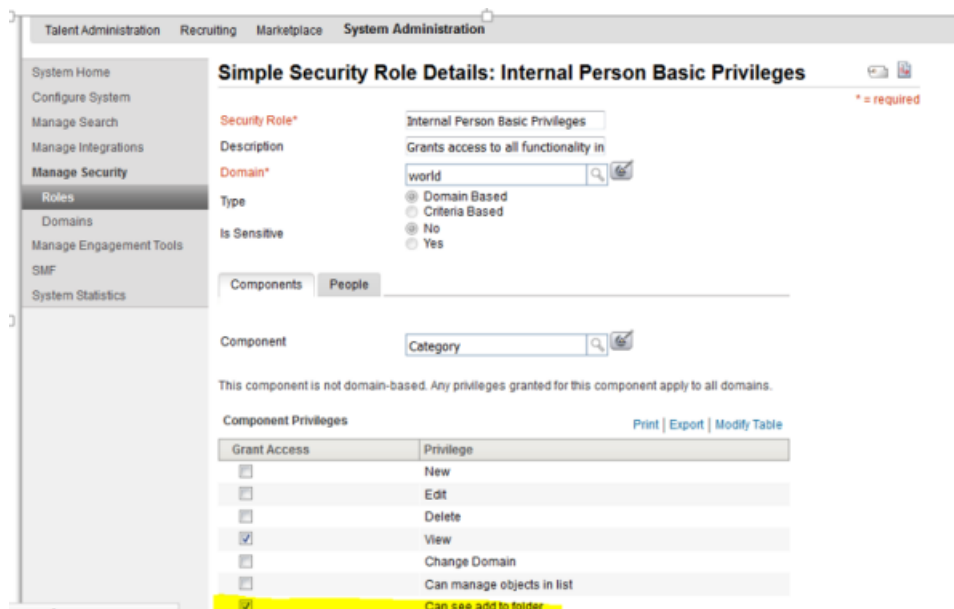 Talent Administration Recruiting Marketplace System Administration
System Home
Configure System
Manage Search
Manage Integrations
Manage Security
Roles
Domains
Manage Engagement Tools
SMF
System Statistics
Simple Security Role Details: Internal Person Basic Privileges
* = required
Security Role* Internal Person Basic Privileges
Description Grants access to all functionality in
Domain* world
Type Domain Based
Criteria Based
Is Sensitive No
Yes
Components People
Component Category
This component is not domain-based. Any privileges granted for this component apply to all domains.
Component Privileges Print | Export | Modify Table
Grant Access Privilege
New
Edit
Delete
View
Change Domain
Can manage objects in list
Can see add to folder